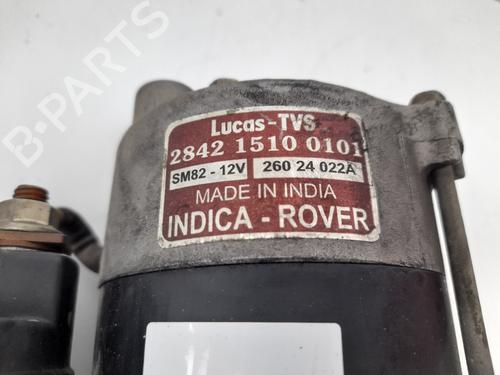 B-PARTS
Lucas-TVS
2842 1510 0101
SM82 - 12V 260 24 022A
MADE IN INDIA
INDICA - ROVER